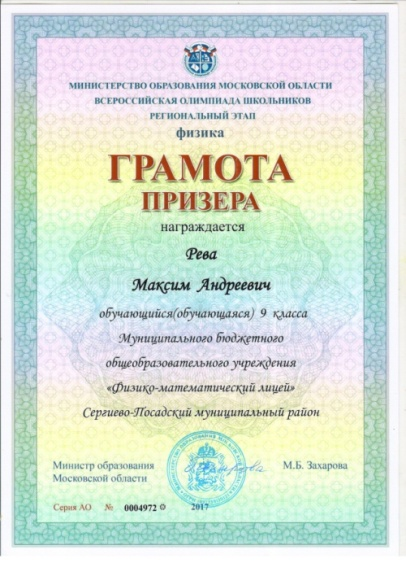 МИНИСТЕРСТВО ОБРАЗОВАНИЯ МОСКОВСКОЙ ОБЛАСТИ
ВСЕРОССИЙСКАЯ ОЛИМПИАДА ШКОЛЬНИКОВ
РЕГИОНАЛЬНЫЙ ЭТАП
физика
ГРАМОТА
ПРИЗЕРА
награждается
Рева
Максим Андреевич
обучающийся(обучающаяся) 9 класса
Муниципального бюджетного
общеобразовательного учреждения
«Физико-математический лицей»
Сергиево-Посадский муниципальный район
Министр образования
Московской области
М.Б. Захарова
Серия АО № 0004972
2017